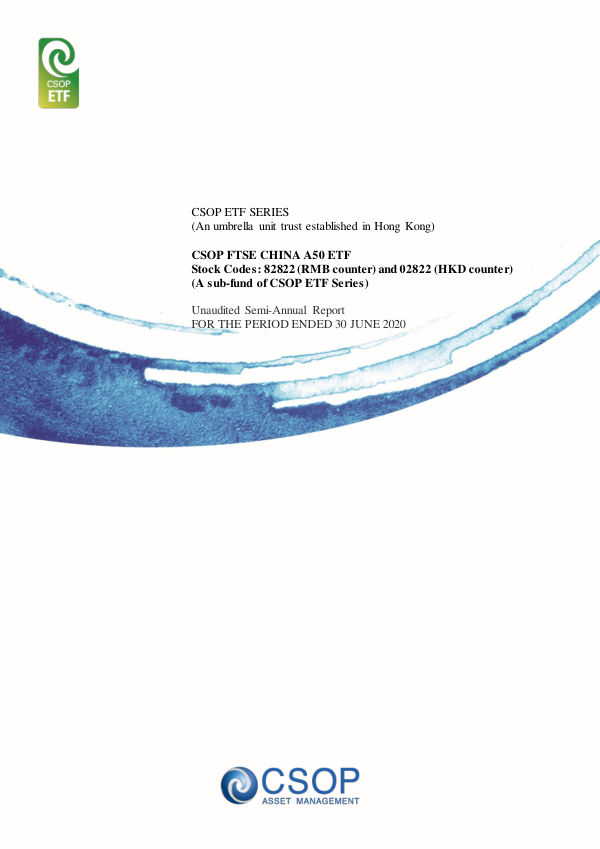 CSOP
ETF
CSOP ETF SERIES
(An umbrella unit trust established in Hong Kong)
CSOP FTSE CHINA A50 ETF
Stock Codes: 82822 (RMB counter) and 02822 (HKD counter)
(A sub-fund of CSOP ETF Series)
Unaudited Semi-Annual Report
FOR THE PERIOD ENDED 30 JUNE 2020
CSOP
ASSET MANAGEMENT